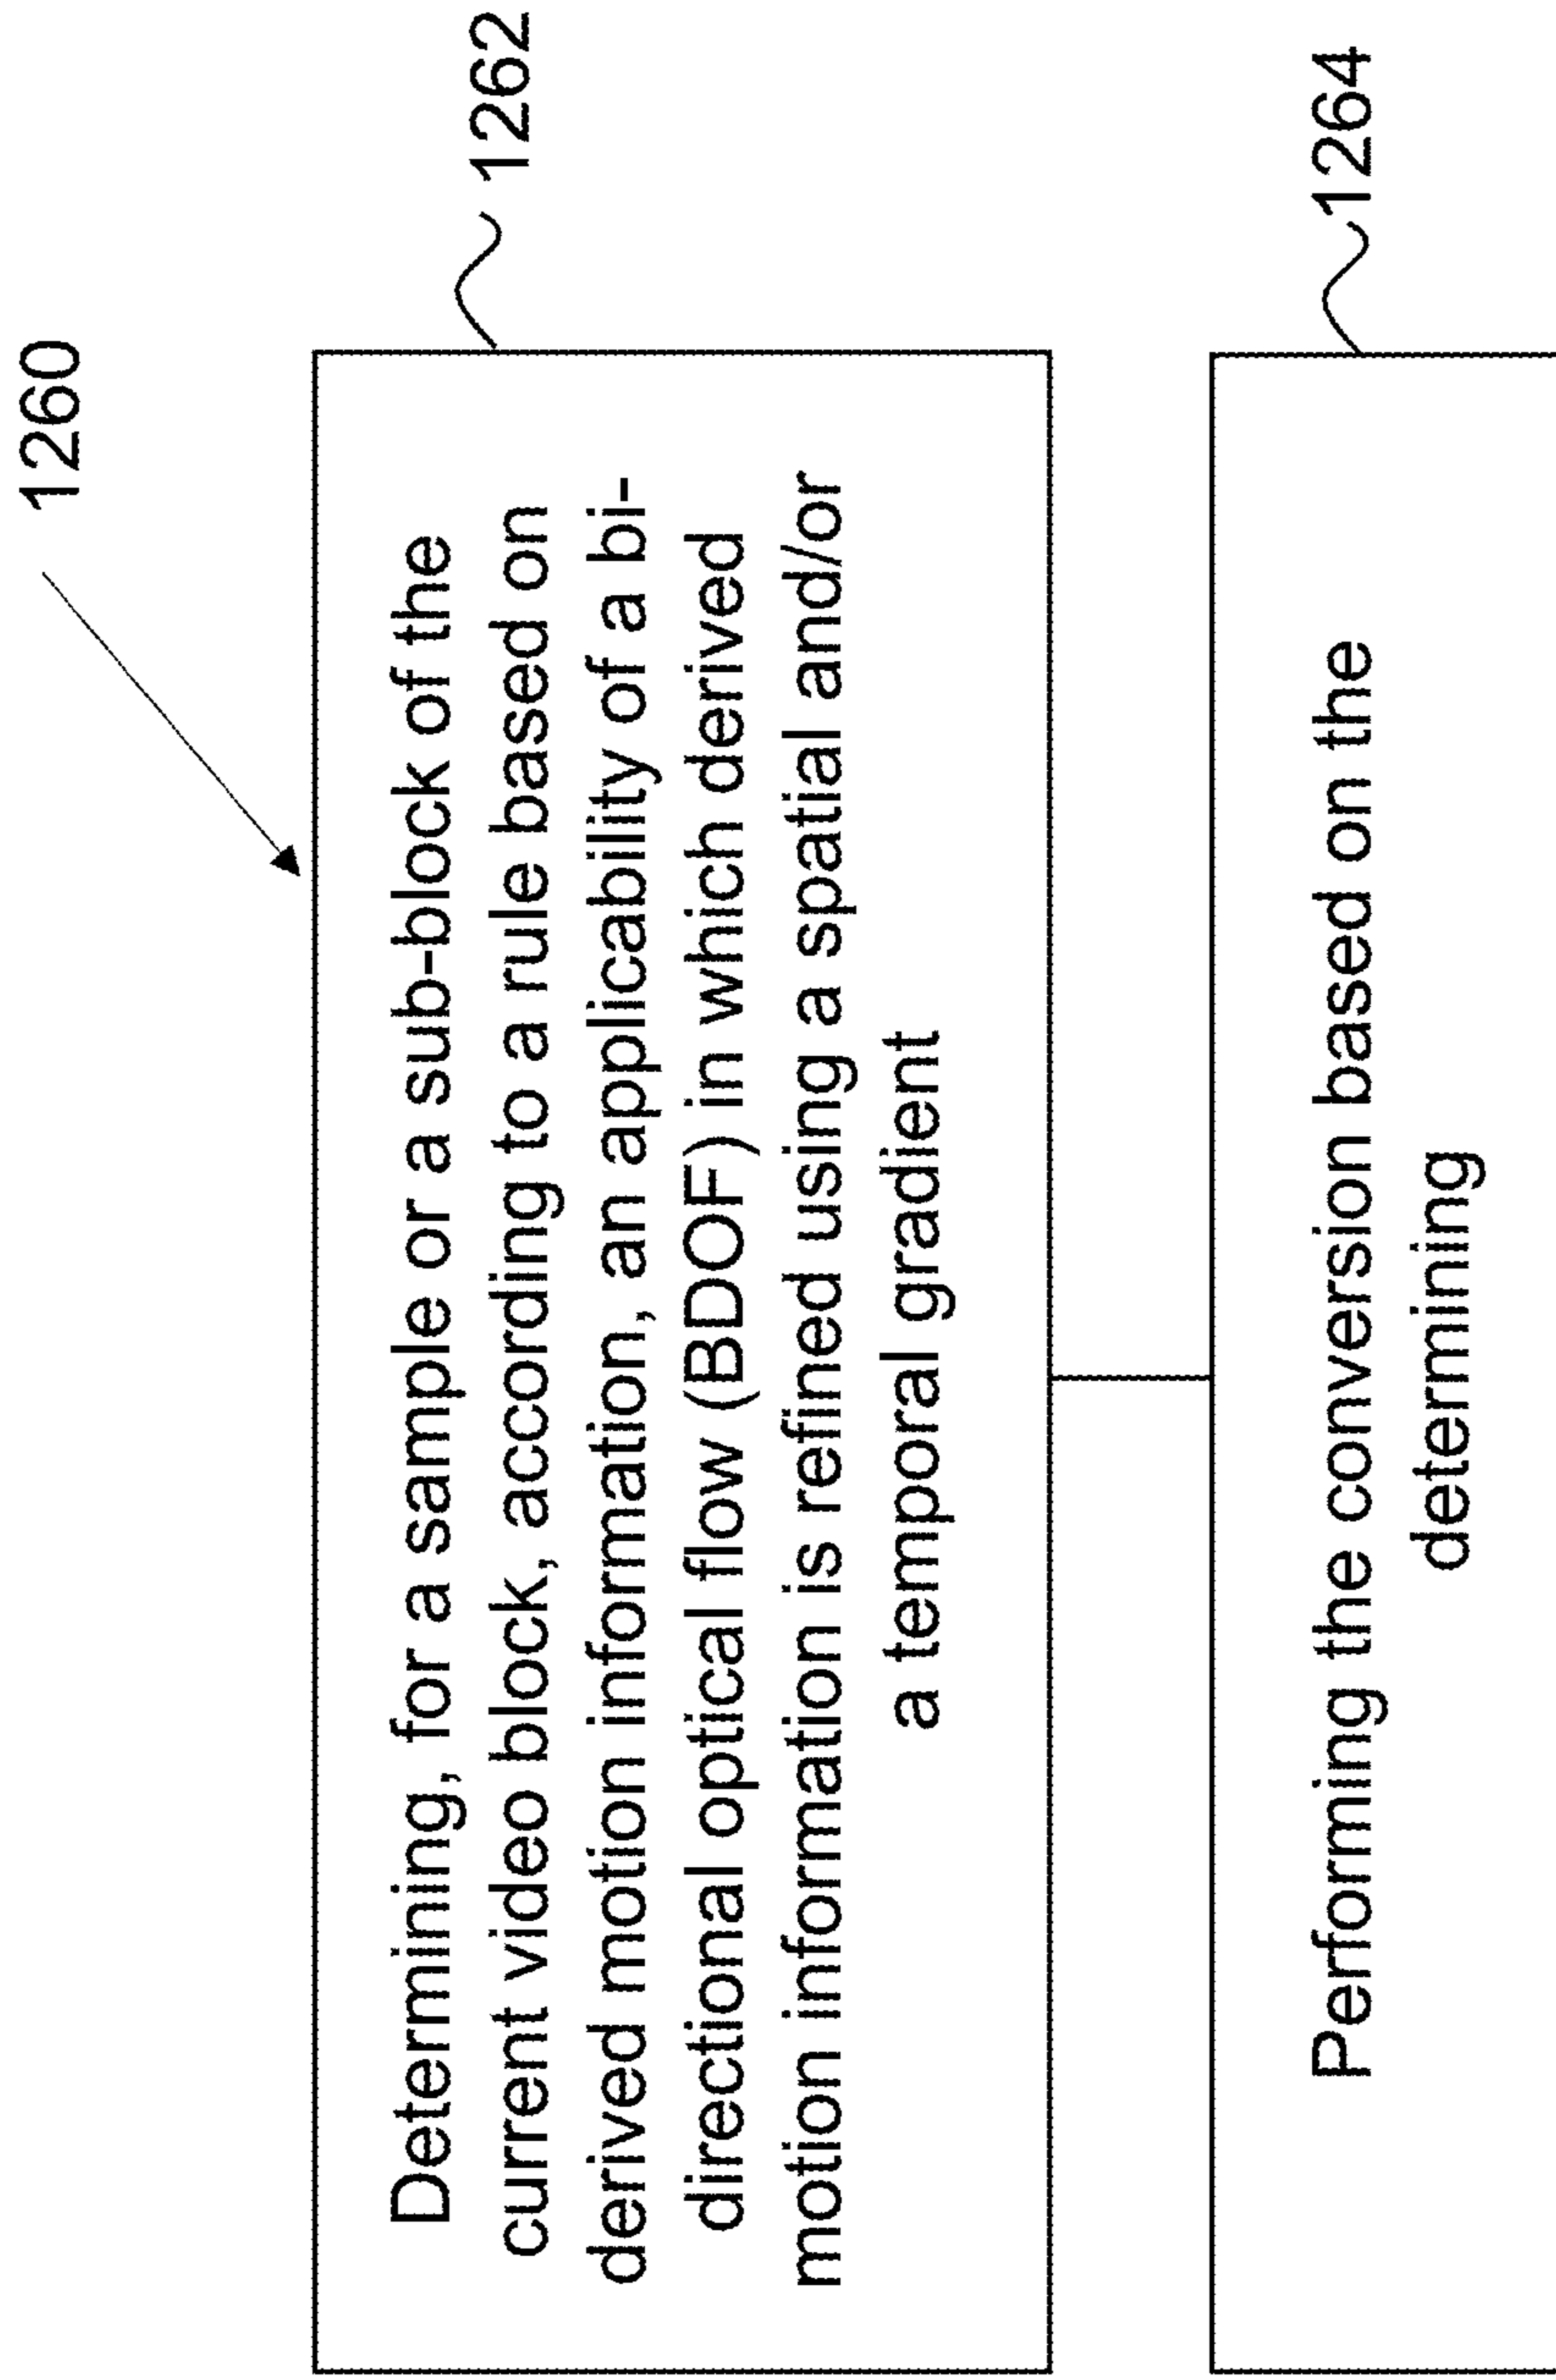 1260
Determining, for a sample or a sub-block of the
current video block, according to a rule based on
derived motion information, an applicability of a bi-
directional optical flow (BDOF) in which derived
motion information is refined using a spatial and/or
a temporal gradient
1262
Performing the conversion based on the
determining
1264